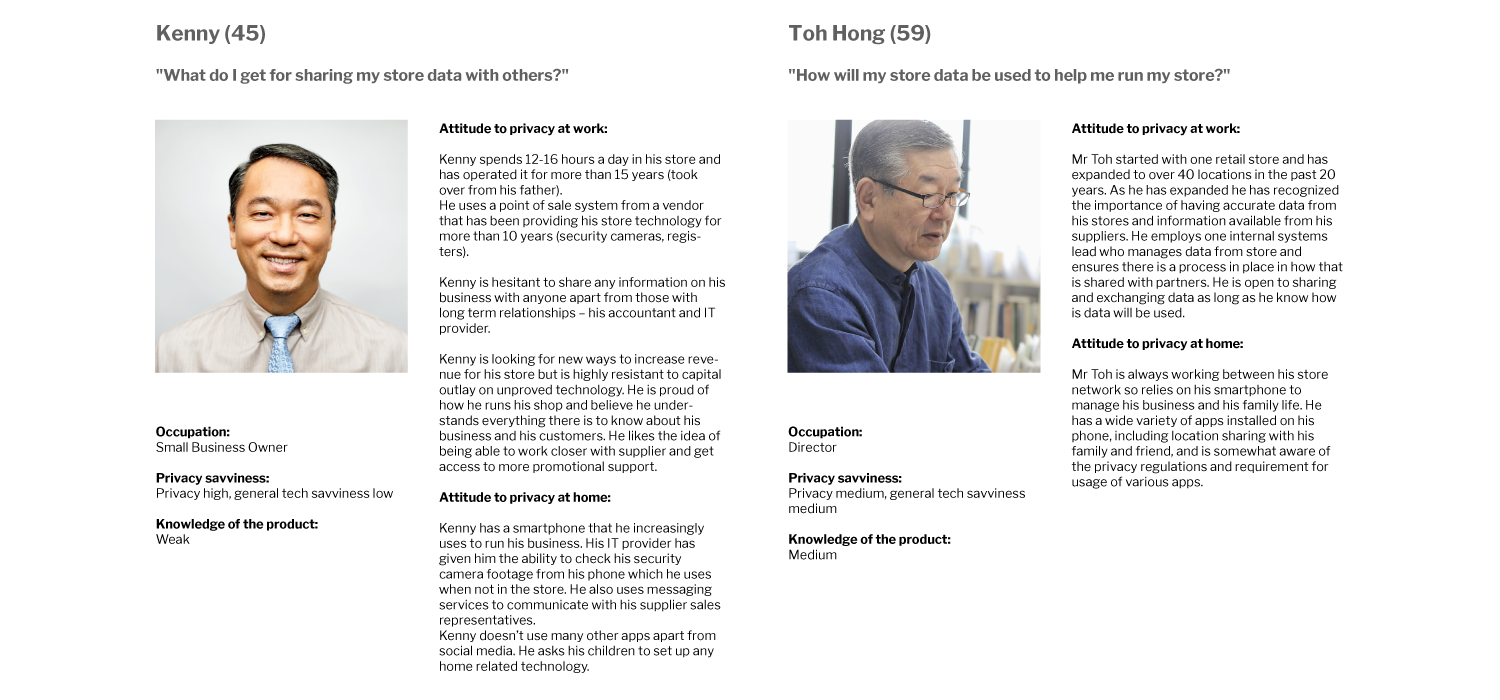 Kenny (45)
"What do I get for sharing my store data with others?"
Attitude to privacy at work:
Kenny spends 12-16 hours a day in his store and
has operated it for more than 15 years (took
over from his father).
He uses a point of sale system from a vendor
that has been providing his store technology for
more than 10 years (security cameras, regis-
ters).
Kenny is hesitant to share any information on his
business with anyone apart from those with
long term relationships – his accountant and IT
provider.
Kenny is looking for new ways to increase reve-
nue for his store but is highly resistant to capital
outlay on unproved technology. He is proud of
how he runs his shop and believe he under-
stands everything there is to know about his
business and his customers. He likes the idea of
being able to work closer with supplier and get
access to more promotional support.
Attitude to privacy at home:
Kenny has a smartphone that he increasingly
uses to run his business. His IT provider has
given him the ability to check his security
camera footage from his phone which he uses
when not in the store. He also uses messaging
services to communicate with his supplier sales
representatives.
Kenny doesn't use many other apps apart from
social media. He asks his children to set up any
home related technology.
Occupation:
Small Business Owner
Privacy savviness:
Privacy high, general tech savviness low
Knowledge of the product:
Weak
Toh Hong (59)
"How will my store data be used to help me run my store?"
Attitude to privacy at work:
Mr Toh started with one retail store and has
expanded to over 40 locations in the past 20
years. As he has expanded he has recognized
the importance of having accurate data from
his stores and information available from his
suppliers. He employs one internal systems
lead who manages data from store and
ensures there is a process in place in how that
is shared with partners. He is open to sharing
and exchanging data as long as he know how
is data will be used.
Attitude to privacy at home:
Mr Toh is always working between his store
network so relies on his smartphone to
manage his business and his family life. He
has a wide variety of apps installed on his
phone, including location sharing with his
family and friend, and is somewhat aware of
the privacy regulations and requirement for
usage of various apps.
Occupation:
Director
Privacy savviness:
Privacy medium, general tech savviness
medium
Knowledge of the product:
Medium